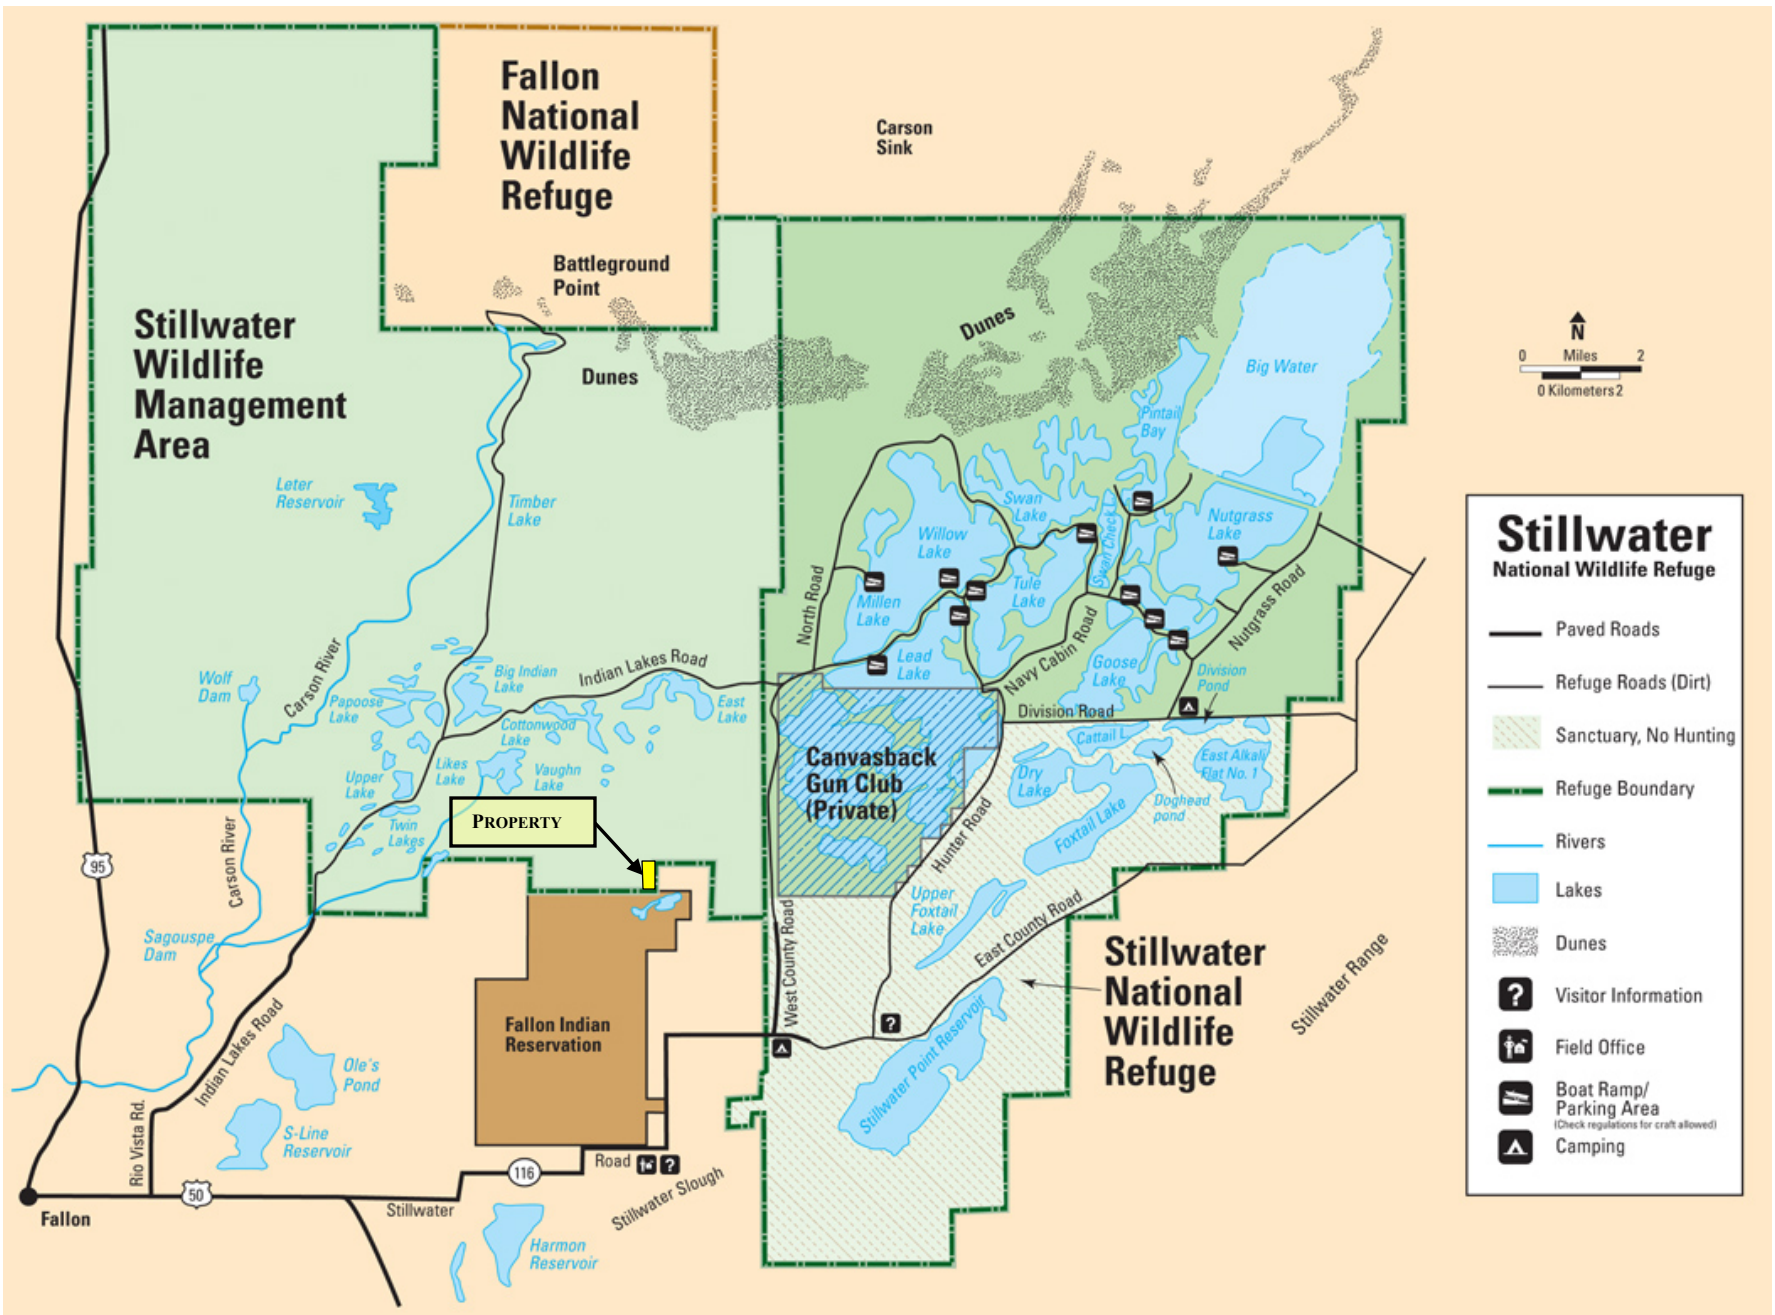 Fallon
National
Wildlife
Refuge
Carson
Sink
Battleground
Point
Dunes
Dunes
Stillwater
Wildlife
Management
Area
Big Water
N
0 Miles 2
0 Kilometers 2
Pintail
Bay
Leter
Reservoir
Timber
Lake
Swan
Lake
Willow
Lake
Swan Check L.
Nutgrass
Lake
North Road
Millen
Lake
Tule
Lake
Nutgrass Road
Carson River
Wolf
Dam
Papoose
Lake
Big Indian
Lake
Indian Lakes Road
East
Lake
Lead
Lake
Navy Cabin Road
Goose
Lake
Division
Pond
Division Road
Cottonwood
Lake
Likes
Lake
Vaughn
Lake
Upper
Lake
Twin
Lakes
Canvasback
Gun Club
(Private)
Cattail L.
Dry
Lake
East Alkali
Flat No. 1
Doghead
pond
Foxtail Lake
Hunter Road
PROPERTY
95
Carson River
Upper
Foxtail
Lake
East County Road
West County Road
Sagouspe
Dam
Stillwater
National
Wildlife
Refuge
Stillwater Range
Fallon Indian
Reservation
Indian Lakes Road
Stillwater Point Reservoir
?
Ole's
Pond
S-Line
Reservoir
Rio Vista Rd.
Road
?
116
50
Stillwater
Stillwater Slough
Fallon
Harmon
Reservoir
Stillwater
National Wildlife Refuge
Paved Roads
Refuge Roads (Dirt)
Sanctuary, No Hunting
Refuge Boundary
Rivers
Lakes
Dunes
?
Visitor Information
Field Office
Boat Ramp/
Parking Area
(Check regulations for craft allowed)
Camping